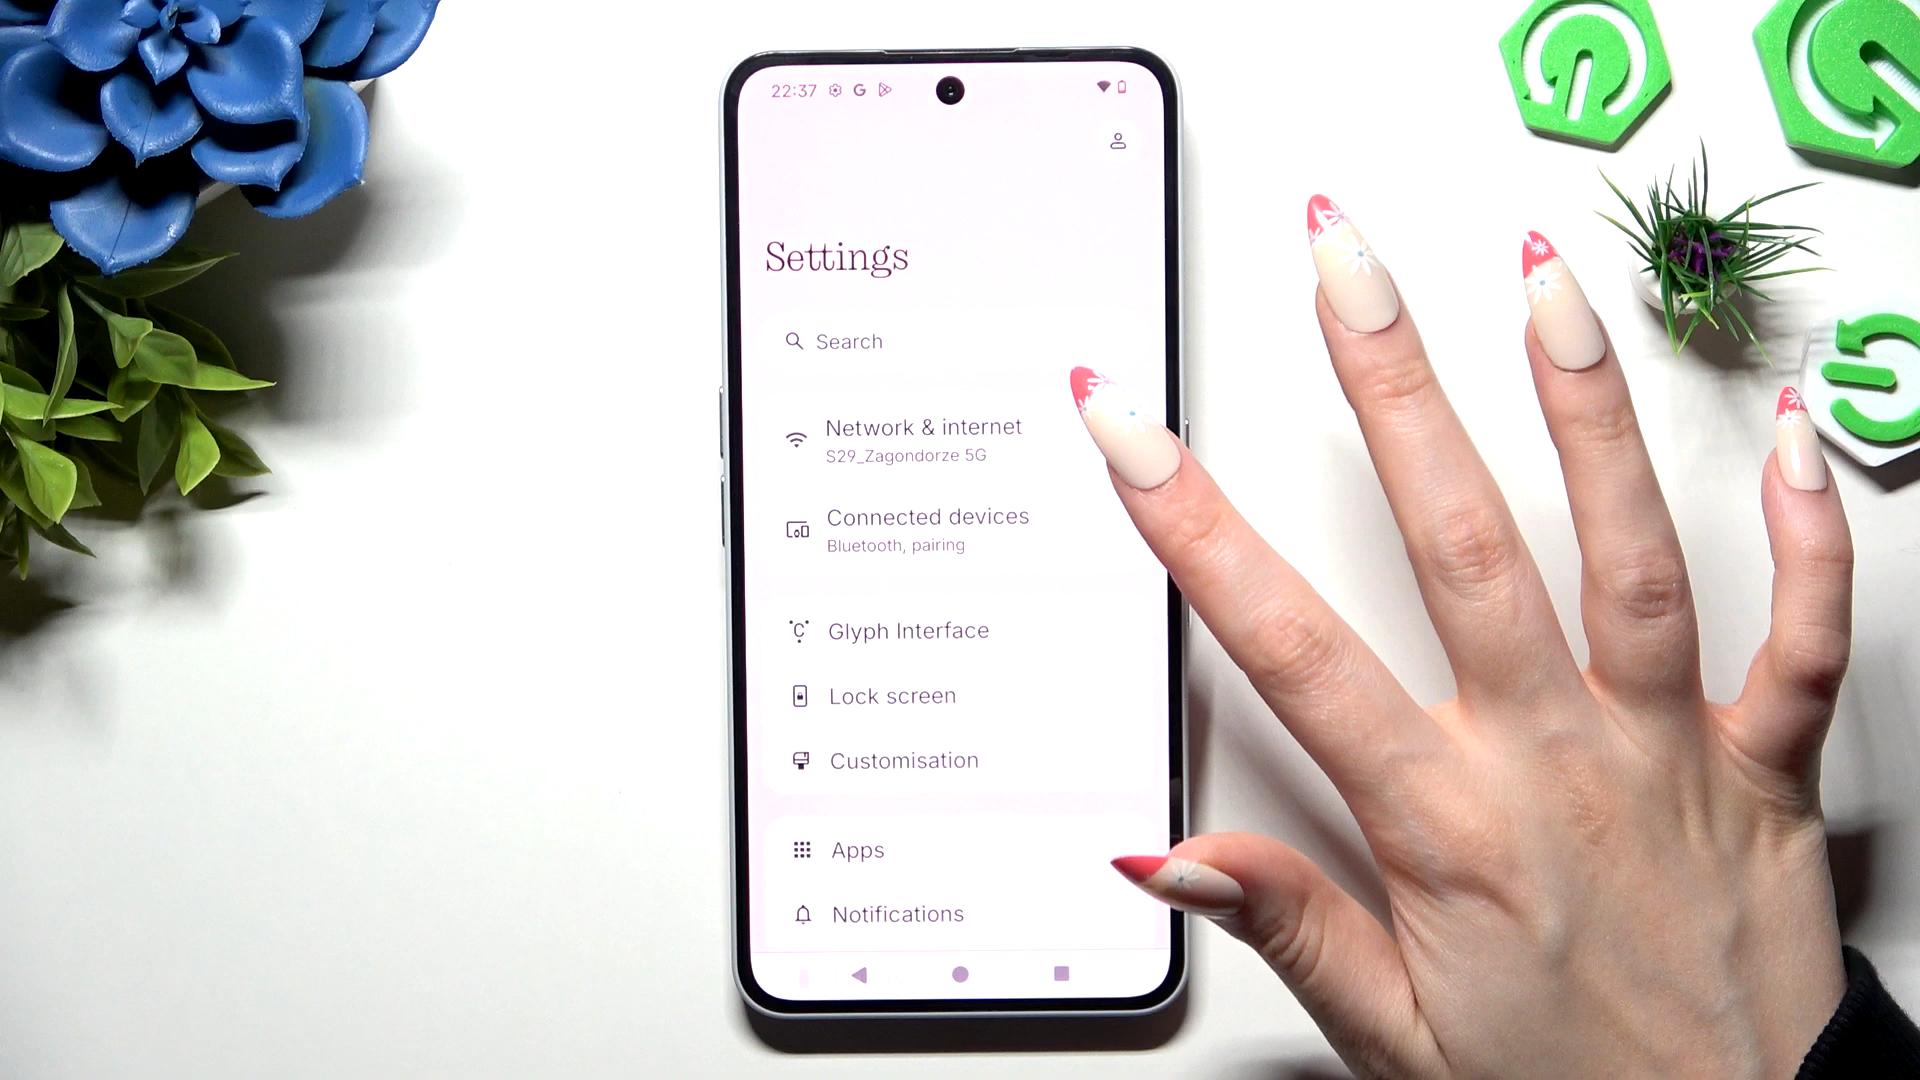 22:37 G
Settings
Search
Network & internet
S29_Zagondorze 5G
Connected devices
Bluetooth, pairing
Glyph Interface
Lock screen
Customisation
Apps
Notifications